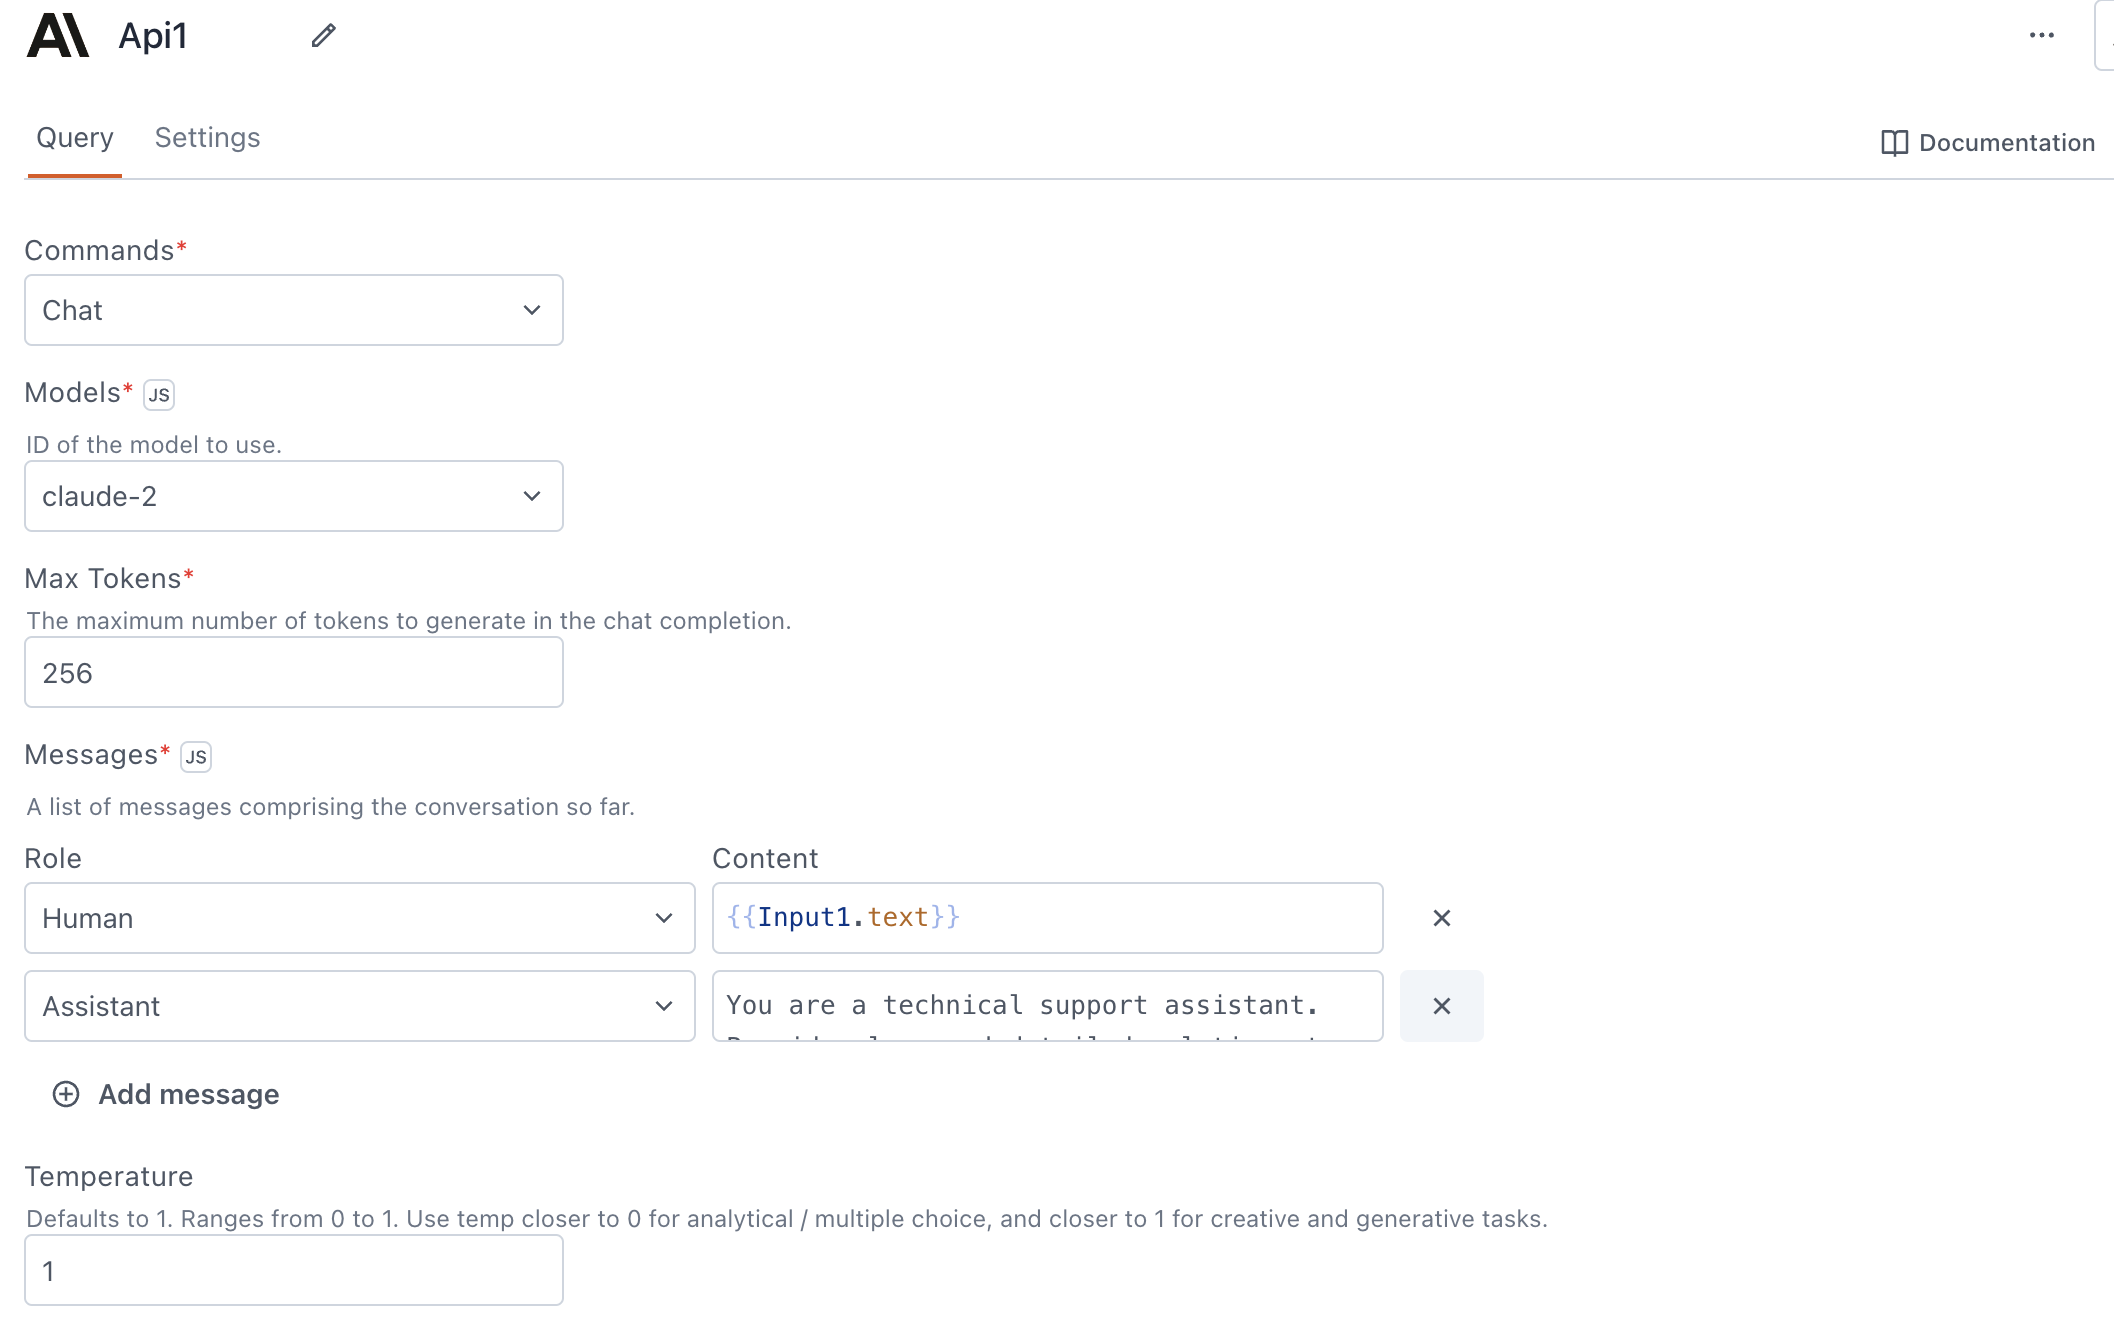 Api1
Query Settings
Documentation
Commands*
Chat
Models* JS
ID of the model to use.
claude-2
Max Tokens*
The maximum number of tokens to generate in the chat completion.
256
Messages* JS
A list of messages comprising the conversation so far.
Role Content
Human {{Input1.text}}
Assistant You are a technical support assistant.
Add message
Temperature
Defaults to 1. Ranges from 0 to 1. Use temp closer to 0 for analytical / multiple choice, and closer to 1 for creative and generative tasks.
1